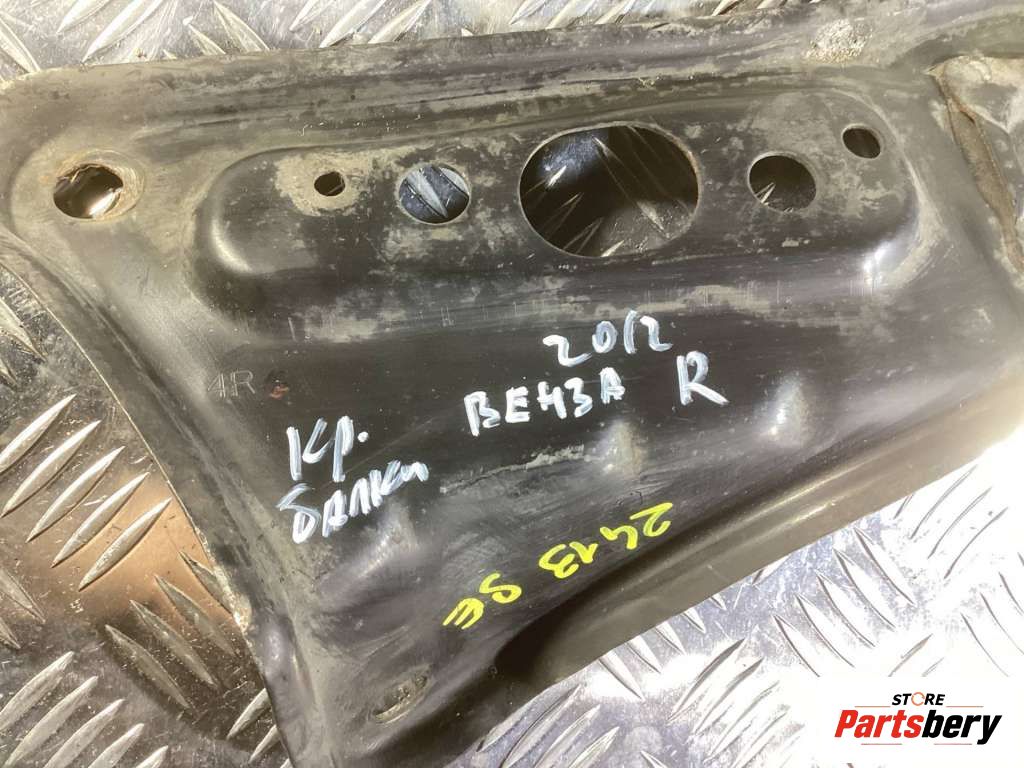 2012
ВЕНЗА R
4R
Кр.
балки
2413 SE
STORE
Partsbery